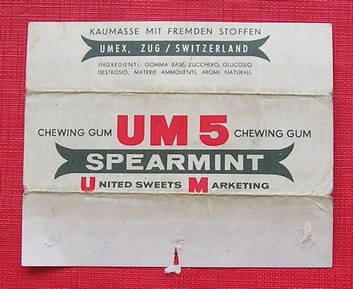 KAUMASSE MIT FREMDEN STOFFEN
UMEX, ZUG / SWITZERLAND
INGREDIENTI: GOMMA BASE, ZUCCHERO, GLUCOSIO
DESTROSIO, MATERIE AMMOLIENTI, AROMI NATURALI.
CHEWING GUM UM 5 CHEWING GUM
SPEARMINT
UNITED SWEETS MARKETING